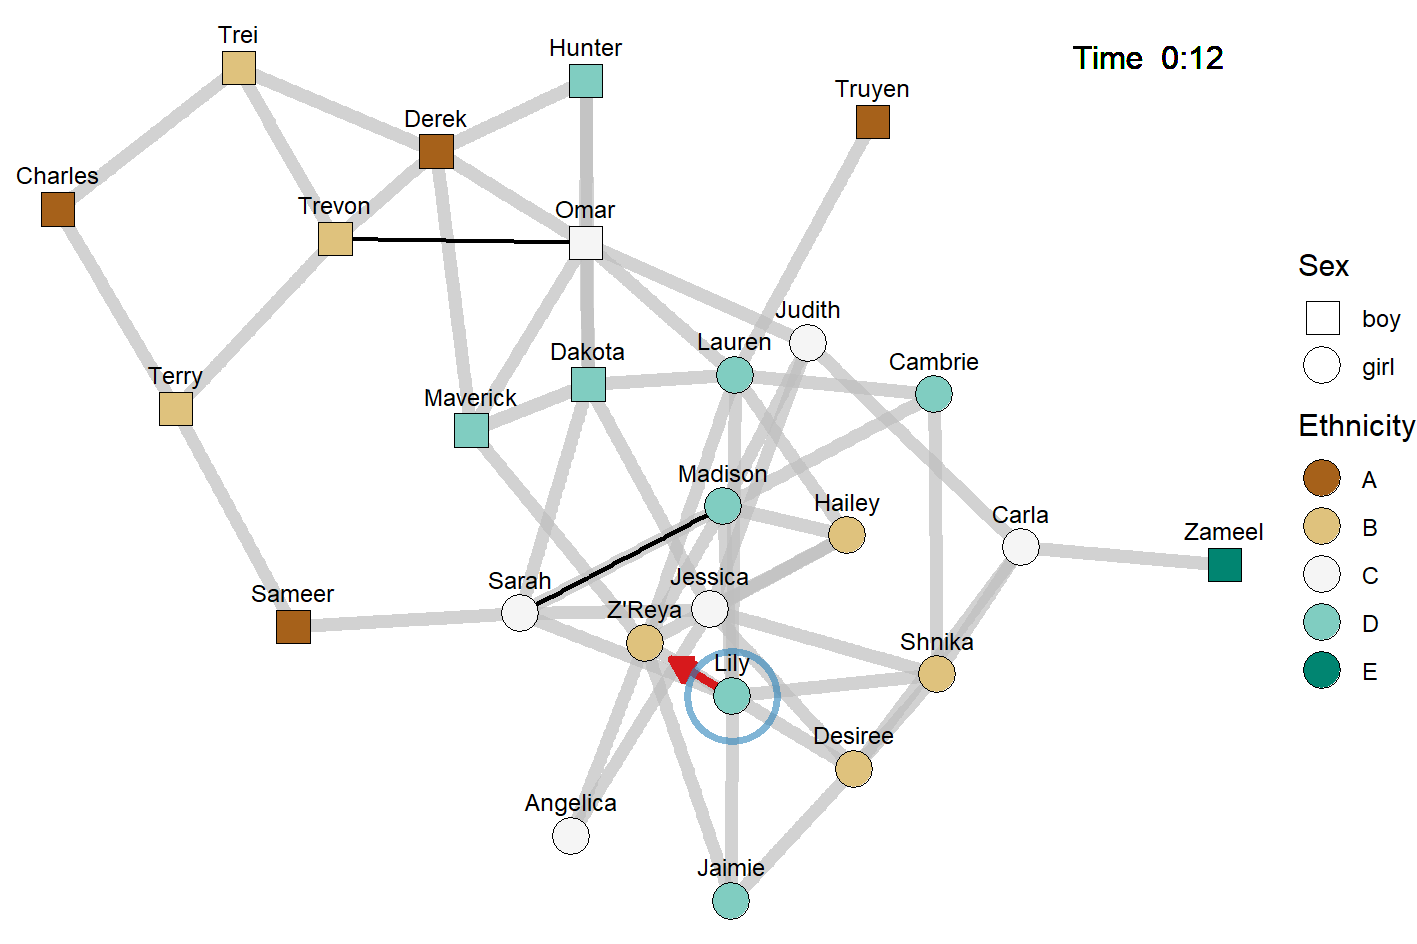 Trei
Hunter
Time  0:12
Truyen
Derek
Charles
Trevon
Omar
Sex
Judith
boy
Lauren
Dakota
Cambrie
girl
Terry
Maverick
Ethnicity
Madison
A
Hailey
Carla
B
Zameel
Jessica
C
Sarah
Sameer
Z'Reya
D
Shnika
Lily
E
Desiree
Angelica
Jaimie